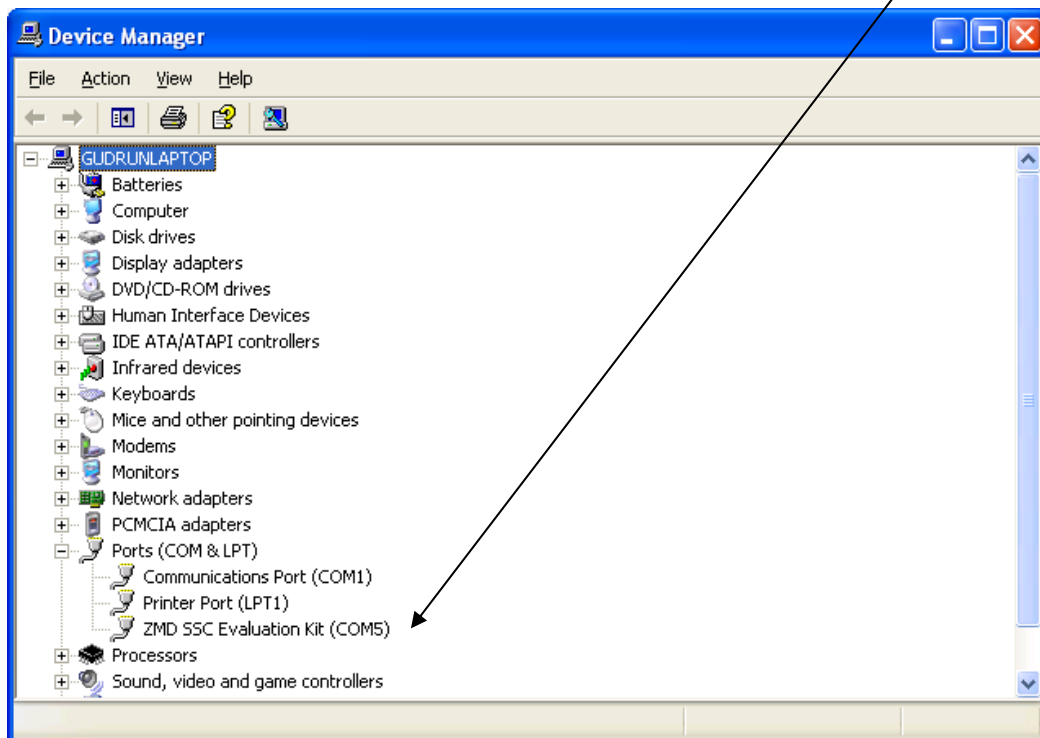 Device Manager
File Action View Help
GUDRUNLAPTOP
Batteries
Computer
Disk drives
Display adapters
DVD/CD-ROM drives
Human Interface Devices
IDE ATA/ATAPI controllers
Infrared devices
Keyboards
Mice and other pointing devices
Modems
Monitors
Network adapters
PCMCIA adapters
Ports (COM & LPT)
Communications Port (COM1)
Printer Port (LPT1)
ZMD SSC Evaluation Kit (COM5)
Processors
Sound, video and game controllers